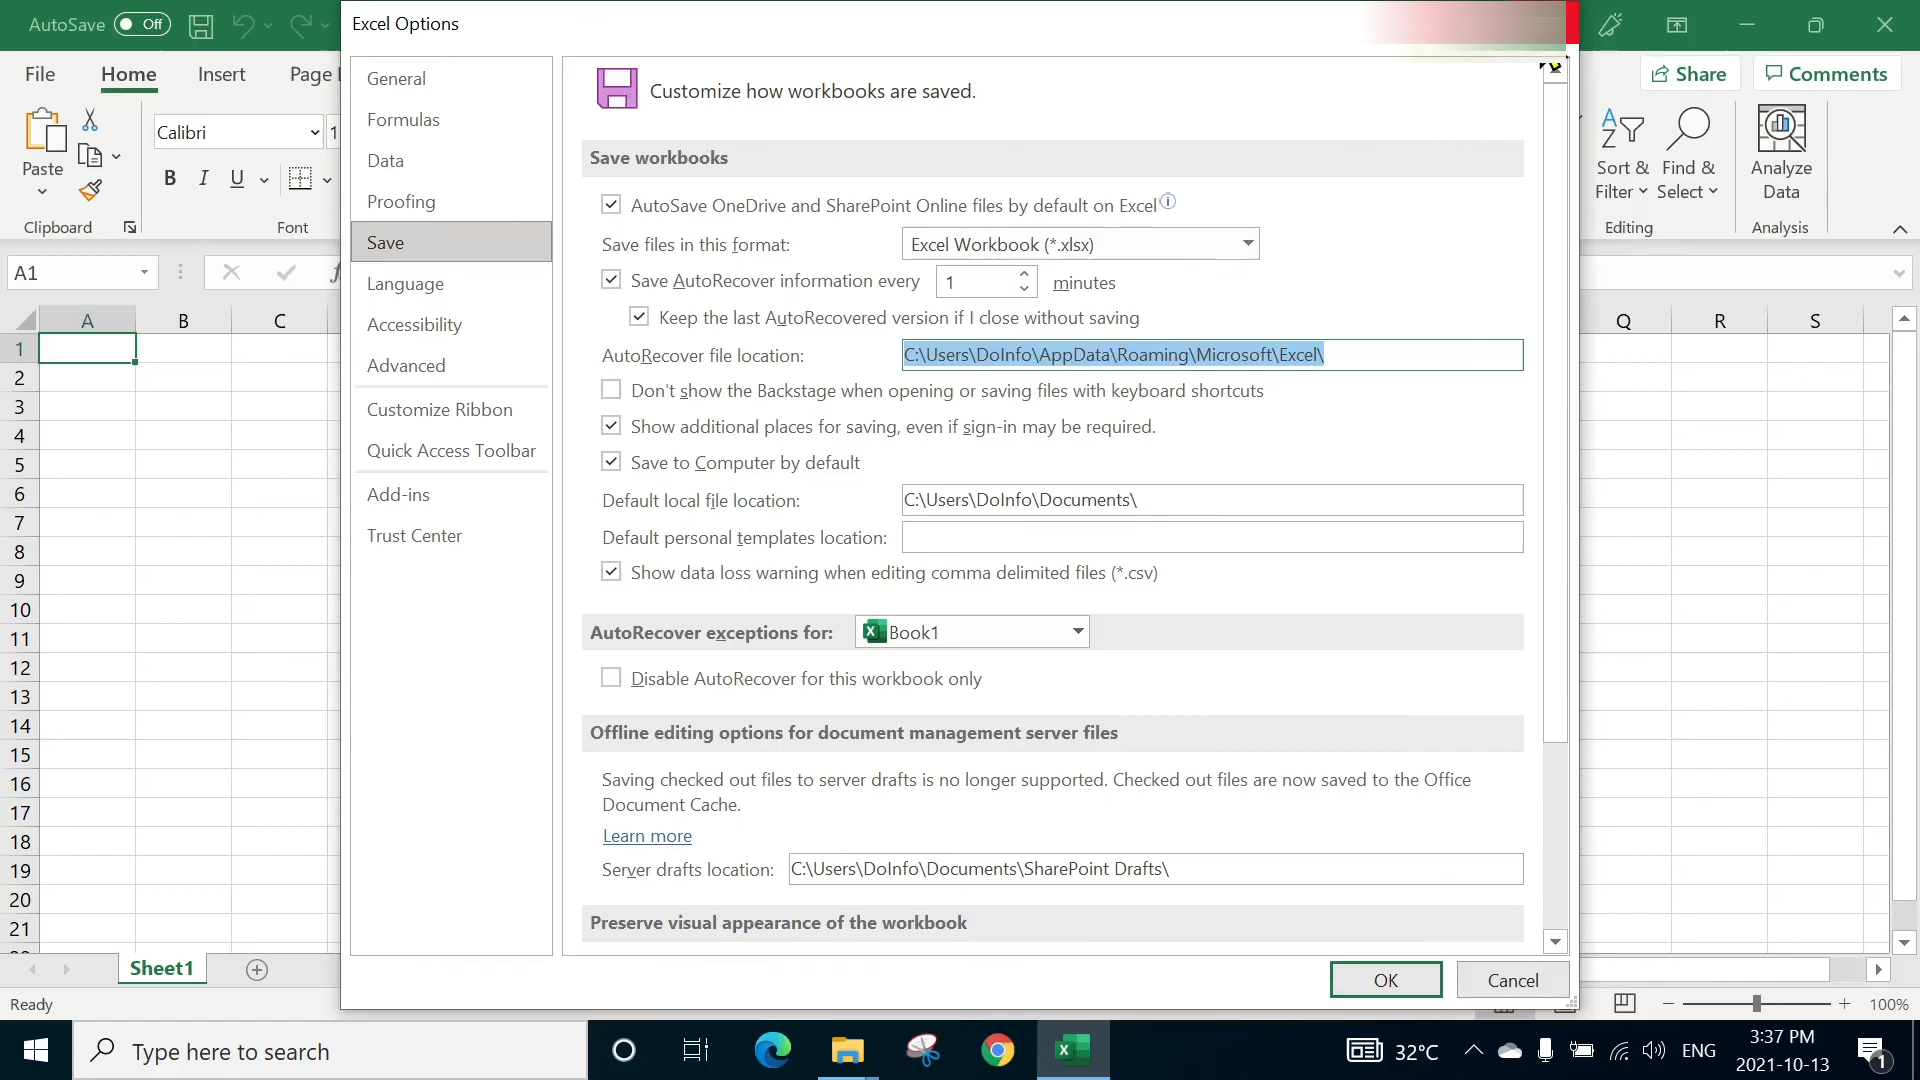 AutoSave Off
Excel Options
File Home Insert Page
Share Comments
General
Formulas
Data
Proofing
Save
Language
Accessibility
Advanced
Customize Ribbon
Quick Access Toolbar
Add-ins
Trust Center
Paste
Clipboard
Calibri
1
B I U
Font
Sort & Filter
Find & Select
Editing
Analyze Data
Analysis
A1
A B C
Q R S
1
2
3
4
5
6
7
8
9
10
11
12
13
14
15
16
17
18
19
20
21
Customize how workbooks are saved.
Save workbooks
AutoSave OneDrive and SharePoint Online files by default on Excel
Save files in this format: Excel Workbook (*.xlsx)
Save AutoRecover information every 1 minutes
Keep the last AutoRecovered version if I close without saving
AutoRecover file location: C:\Users\DoInfo\AppData\Roaming\Microsoft\Excel\
Don't show the Backstage when opening or saving files with keyboard shortcuts
Show additional places for saving, even if sign-in may be required.
Save to Computer by default
Default local file location: C:\Users\DoInfo\Documents\
Default personal templates location:
Show data loss warning when editing comma delimited files (*.csv)
AutoRecover exceptions for: Book1
Disable AutoRecover for this workbook only
Offline editing options for document management server files
Saving checked out files to server drafts is no longer supported. Checked out files are now saved to the Office
Document Cache.
Learn more
Server drafts location: C:\Users\DoInfo\Documents\SharePoint Drafts\
Preserve visual appearance of the workbook
OK Cancel
Sheet1
Ready
100%
Type here to search
32°C
ENG
3:37 PM
2021-10-13
1